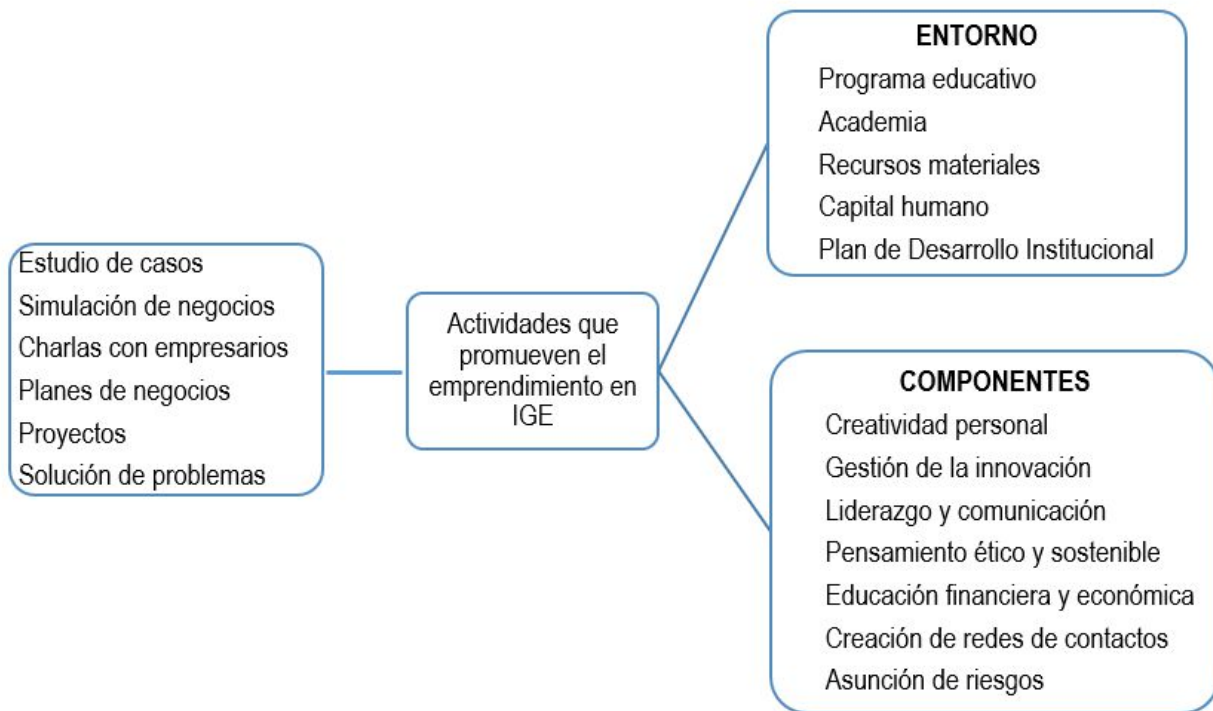 Estudio de casos
Simulación de negocios
Charlas con empresarios
Planes de negocios
Proyectos
Solución de problemas
Actividades que
promueven el
emprendimiento en
IGE
ENTORNO
Programa educativo
Academia
Recursos materiales
Capital humano
Plan de Desarrollo Institucional
COMPONENTES
Creatividad personal
Gestión de la innovación
Liderazgo y comunicación
Pensamiento ético y sostenible
Educación financiera y económica
Creación de redes de contactos
Asunción de riesgos